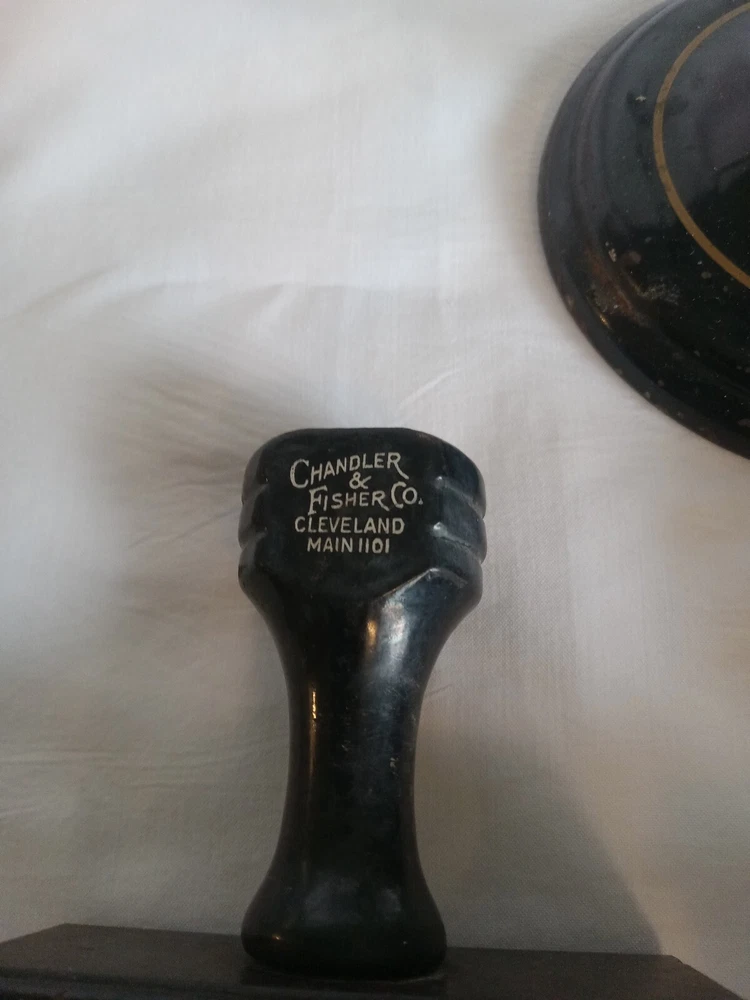 CHANDLER
&
FISHER CO.
CLEVELAND
MAIN 1101